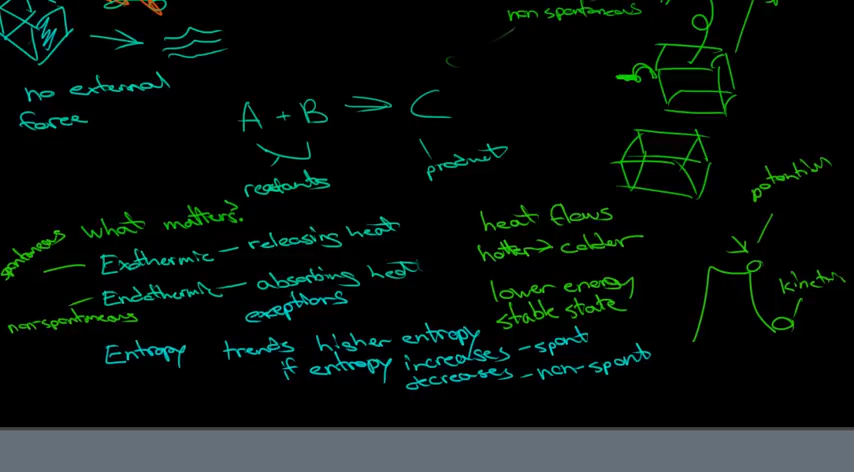 non spontaneous
no external
force
A + B → C
reactants
product
what matters?
spontaneous
Exothermic - releasing heat
Endothermic - absorbing heat
exeptions
non-spontaneous
heat flows
hotter > colder
lower energy
stable state
potential
kinetic
Entropy trends higher entropy
if entropy increases - spont
decreases - non-spont